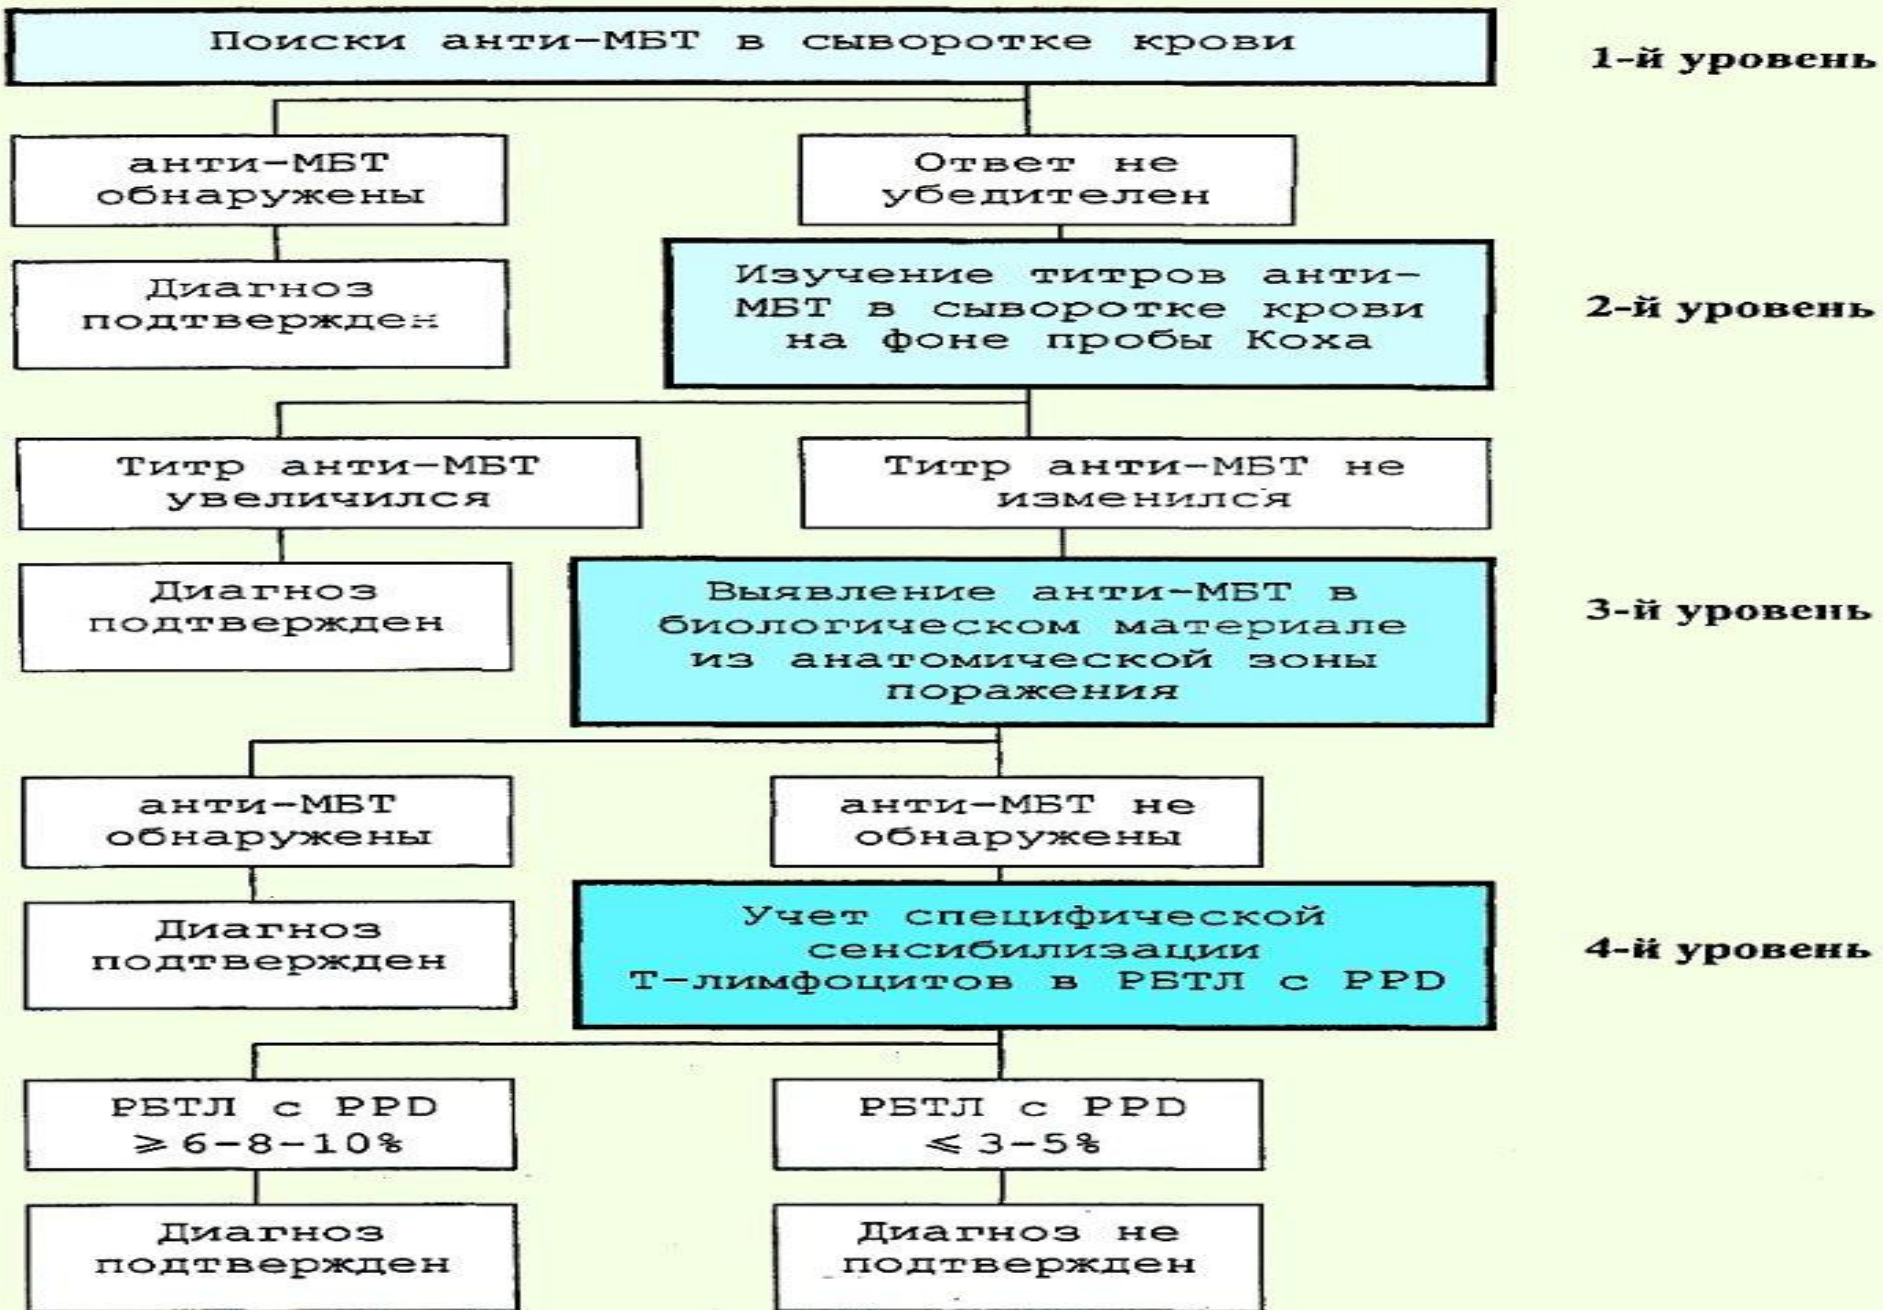 Поиски анти-МБТ в сыворотке крови
1-й уровень
анти-МБТ
обнаружены
Ответ не
убедителен
Диагноз
подтвержден
Изучение титров анти-
МБТ в сыворотке крови
на фоне пробы Коха
2-й уровень
Титр анти-МБТ
увеличился
Титр анти-МБТ не
изменился
Диагноз
подтвержден
Выявление анти-МБТ в
биологическом материале
из анатомической зоны
поражения
3-й уровень
анти-МБТ
обнаружены
анти-МБТ не
обнаружены
Диагноз
подтвержден
Учет специфической
сенсибилизации
Т-лимфоцитов в РБТЛ с PPD
4-й уровень
РБТЛ с PPD
⩾6-8-10%
РБТЛ с PPD
⩽3-5%
Диагноз
подтвержден
Диагноз не
подтвержден